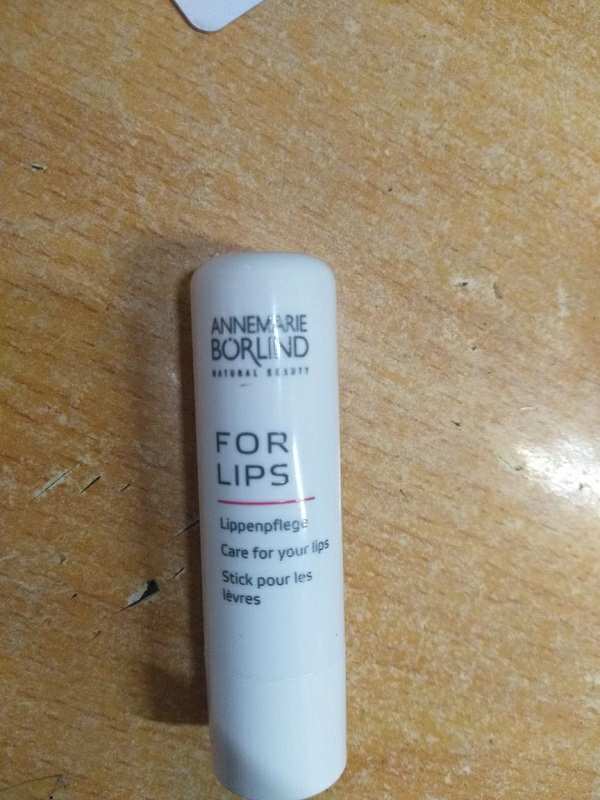 ANNEMARIE
BÖRLIND
NATURAL BEAUTY
FOR
LIPS
Lippenpflege
Care for your lips
Stick pour les
lèvres